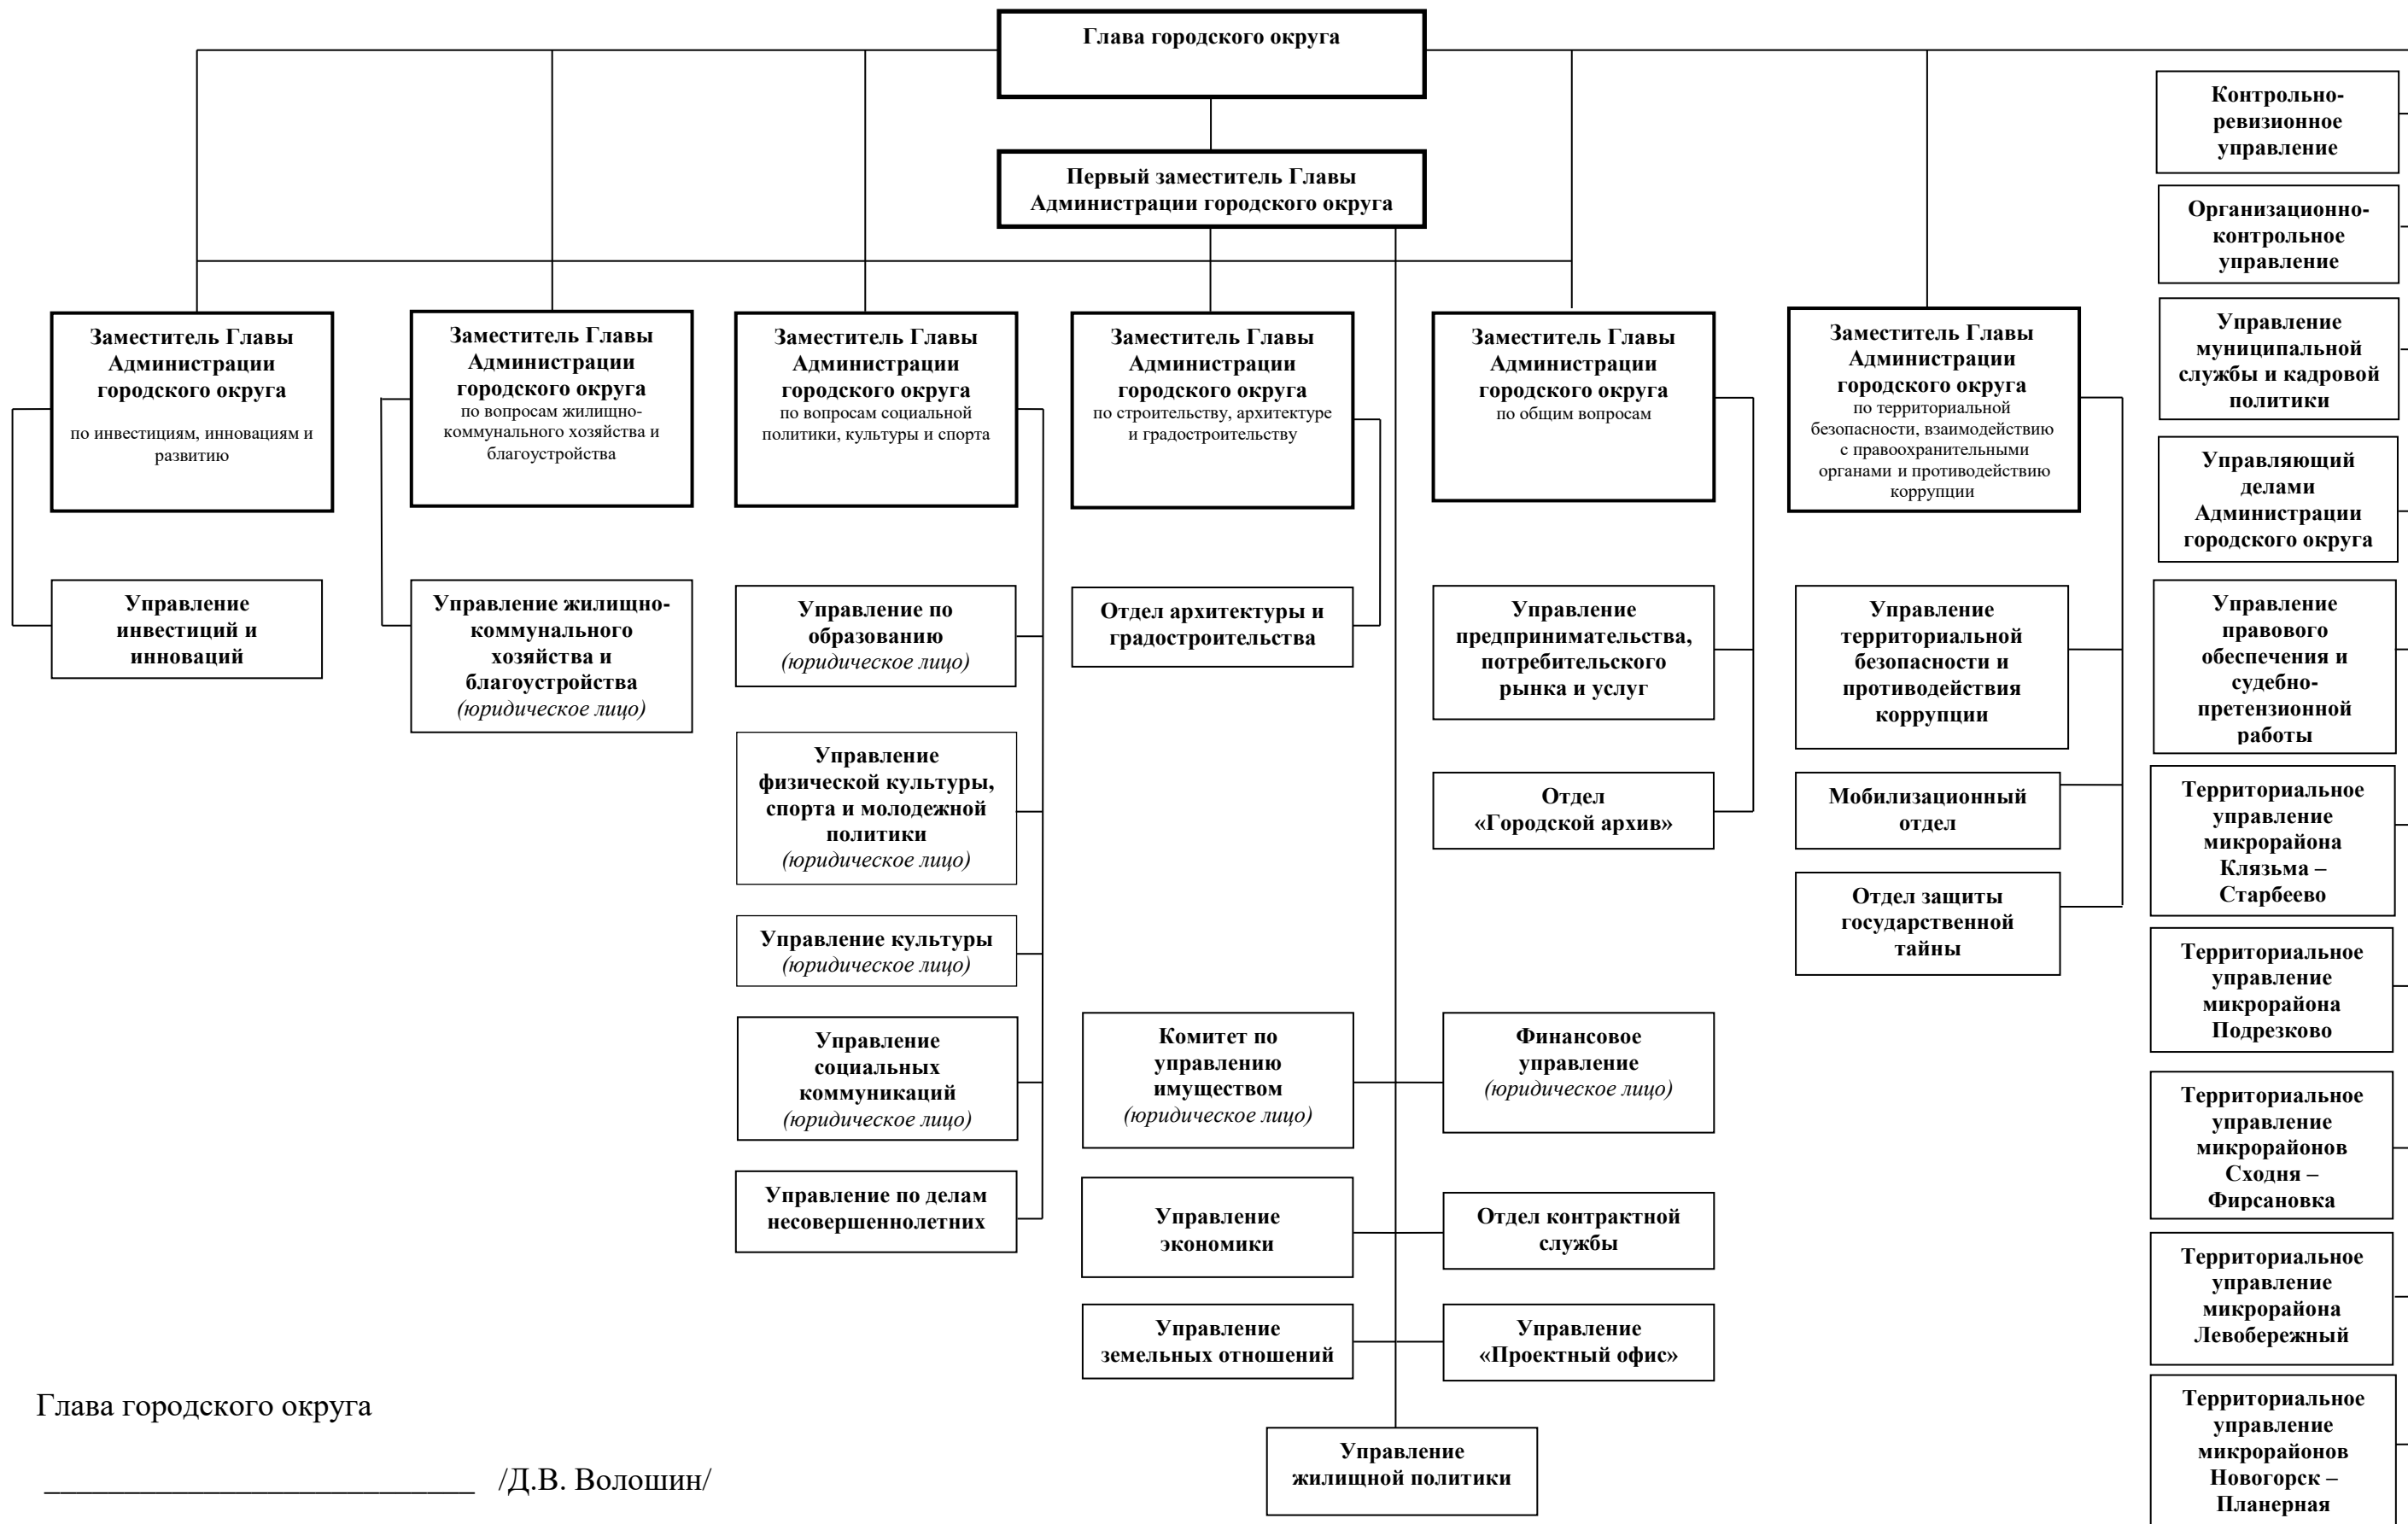 Глава городского округа
Первый заместитель Главы
Администрации городского округа
Заместитель Главы
Администрации
городского округа
по инвестициям, инновациям и
развитию
Заместитель Главы
Администрации
городского округа
по вопросам жилищно-
коммунального хозяйства и
благоустройства
Заместитель Главы
Администрации
городского округа
по вопросам социальной
политики, культуры и спорта
Заместитель Главы
Администрации
городского округа
по строительству, архитектуре
и градостроительству
Заместитель Главы
Администрации
городского округа
по общим вопросам
Заместитель Главы
Администрации
городского округа
по территориальной
безопасности, взаимодействию
с правоохранительными
органами и противодействию
коррупции
Управление
инвестиций и
инноваций
Управление жилищно-
коммунального
хозяйства и
благоустройства
(юридическое лицо)
Управление по
образованию
(юридическое лицо)
Управление
физической культуры,
спорта и молодежной
политики
(юридическое лицо)
Управление культуры
(юридическое лицо)
Управление
социальных
коммуникаций
(юридическое лицо)
Управление по делам
несовершеннолетних
Отдел архитектуры и
градостроительства
Управление
предпринимательства,
потребительского
рынка и услуг
Отдел
«Городской архив»
Управление
территориальной
безопасности и
противодействия
коррупции
Мобилизационный
отдел
Отдел защиты
государственной
тайны
Комитет по
управлению
имуществом
(юридическое лицо)
Финансовое
управление
(юридическое лицо)
Управление
экономики
Отдел контрактной
службы
Управление
земельных отношений
Управление
«Проектный офис»
Управление
жилищной политики
Контрольно-
ревизионное
управление
Организационно-
контрольное
управление
Управление
муниципальной
службы и кадровой
политики
Управляющий
делами
Администрации
городского округа
Управление
правового
обеспечения и
судебно-
претензионной
работы
Территориальное
управление
микрорайона
Клязьма –
Старбеево
Территориальное
управление
микрорайона
Подрезково
Территориальное
управление
микрорайонов
Сходня –
Фирсановка
Территориальное
управление
микрорайона
Левобережный
Территориальное
управление
микрорайонов
Новогорск –
Планерная
Глава городского округа
___________________________ /Д.В. Волошин/